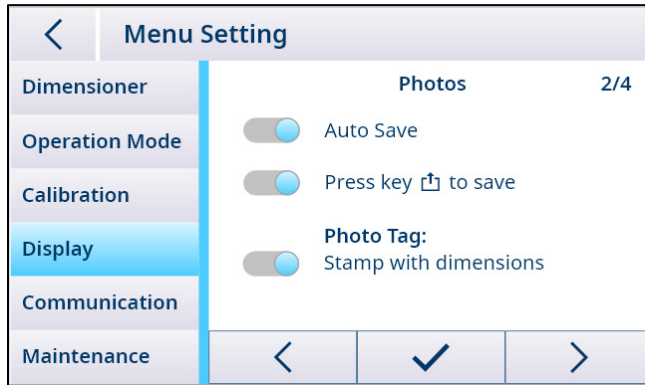 Menu Setting
Dimensioner
Operation Mode
Calibration
Display
Communication
Maintenance
Photos 2/4
Auto Save
Press key to save
Photo Tag:
Stamp with dimensions